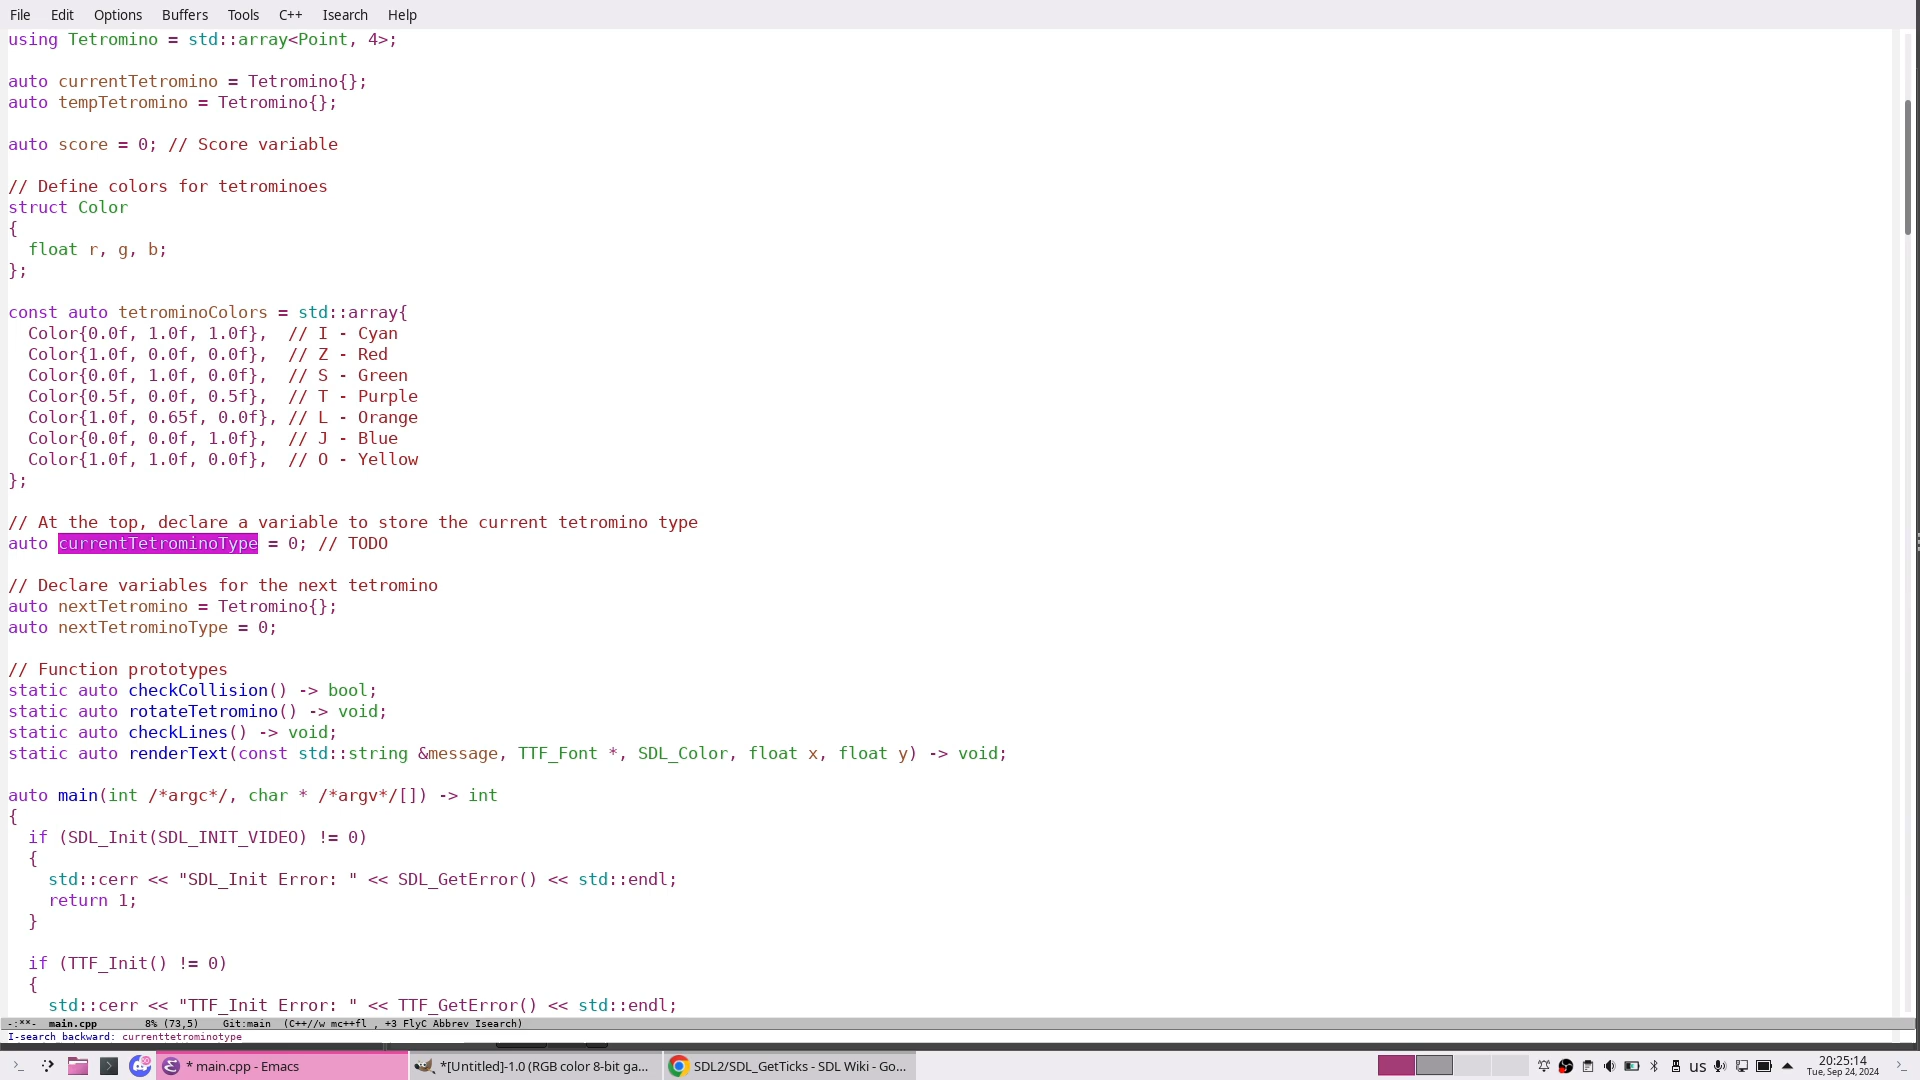 File Edit Options Buffers Tools C++ Isearch Help
using Tetromino = std::array<Point, 4>;
auto currentTetromino = Tetromino{};
auto tempTetromino = Tetromino{};
auto score = 0; // Score variable
// Define colors for tetrominoes
struct Color
{
float r, g, b;
};
const auto tetrominoColors = std::array{
Color{0.0f, 1.0f, 1.0f}, // I - Cyan
Color{1.0f, 0.0f, 0.0f}, // Z - Red
Color{0.0f, 1.0f, 0.0f}, // S - Green
Color{0.5f, 0.0f, 0.5f}, // T - Purple
Color{1.0f, 0.65f, 0.0f}, // L - Orange
Color{0.0f, 0.0f, 1.0f}, // J - Blue
Color{1.0f, 1.0f, 0.0f}, // O - Yellow
};
// At the top, declare a variable to store the current tetromino type
auto currentTetrominoType = 0; // TODO
// Declare variables for the next tetromino
auto nextTetromino = Tetromino{};
auto nextTetrominoType = 0;
// Function prototypes
static auto checkCollision() -> bool;
static auto rotateTetromino() -> void;
static auto checkLines() -> void;
static auto renderText(const std::string &message, TTF_Font *, SDL_Color, float x, float y) -> void;
auto main(int /*argc*/, char * /*argv*/[]) -> int
{
if (SDL_Init(SDL_INIT_VIDEO) != 0)
{
std::cerr << "SDL_Init Error: " << SDL_GetError() << std::endl;
return 1;
}
if (TTF_Init() != 0)
{
std::cerr << "TTF_Init Error: " << TTF_GetError() << std::endl;
-:**- main.cpp 8% (73,5) Git:main (C++//w mc++fl , +3 FlyC Abbrev Isearch)
I-search backward: currenttetrominotype
* main.cpp - Emacs
*[Untitled]-1.0 (RGB color 8-bit ga...
SDL2/SDL_GetTicks - SDL Wiki - Go...
us
20:25:14
Tue, Sep 24, 2024